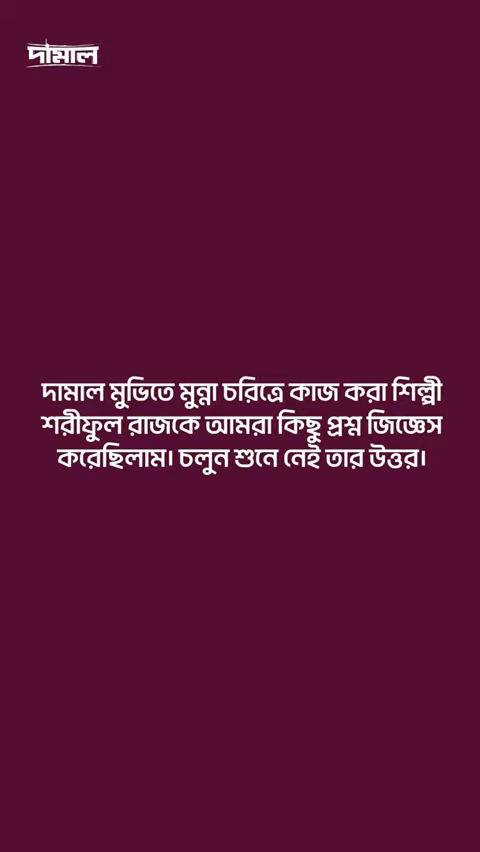 দামাল
দামাল মুভিতে মুন্না চরিত্রে কাজ করা শিল্পী
শরীফুল রাজকে আমরা কিছু প্রশ্ন জিজ্ঞেস
করেছিলাম। চলুন শুনে নেই তার উত্তর।